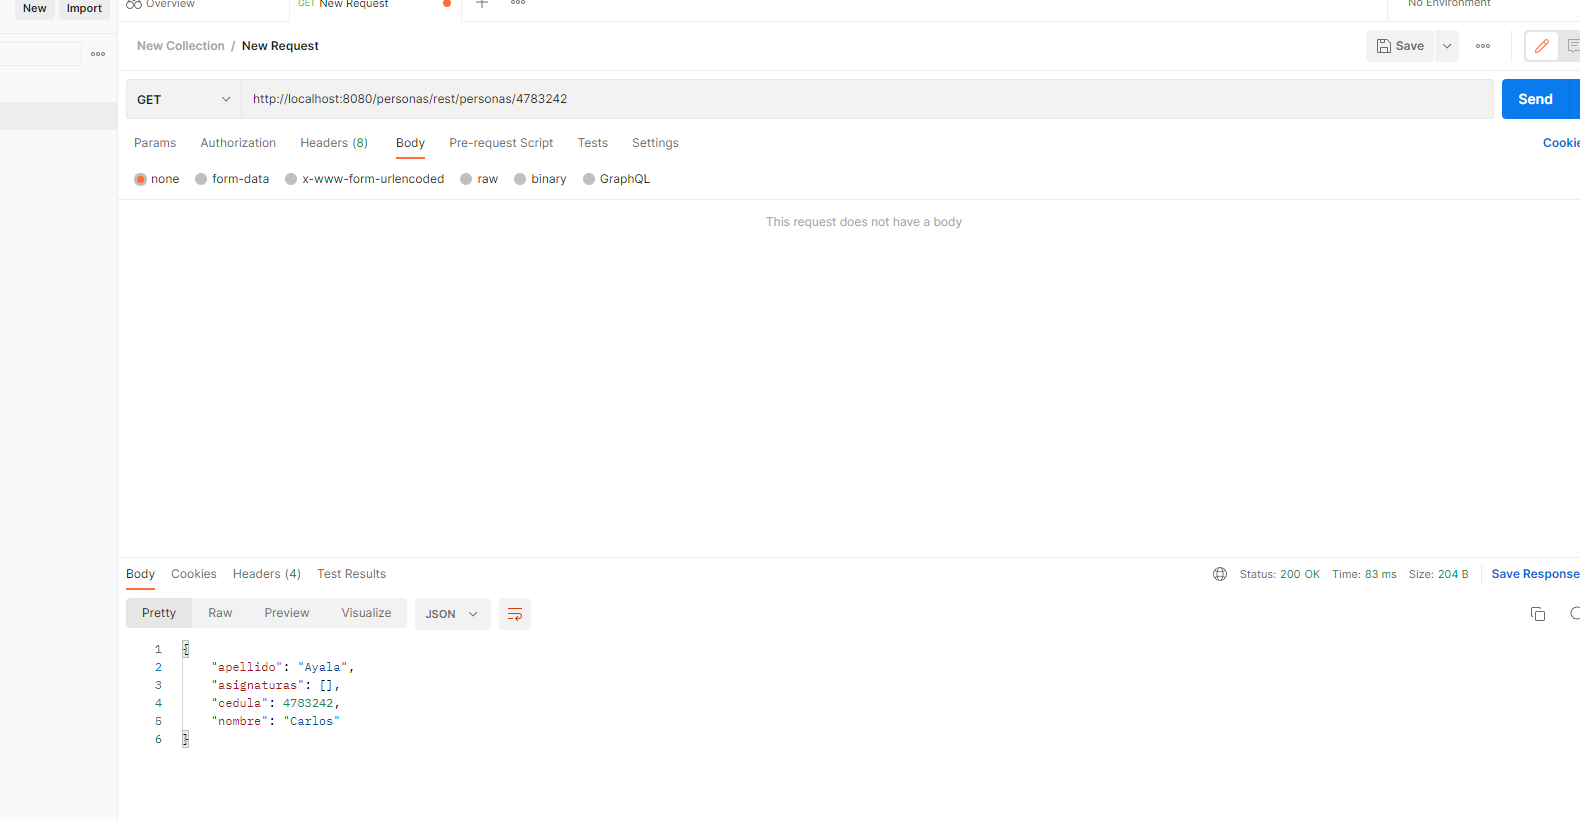 New Import
Overview
GET New Request
No Environment
New Collection / New Request
Save
GET
http://localhost:8080/personas/rest/personas/4783242
Send
Params Authorization Headers (8) Body Pre-request Script Tests Settings
Cookie
none form-data x-www-form-urlencoded raw binary GraphQL
This request does not have a body
Body Cookies Headers (4) Test Results
Status: 200 OK Time: 83 ms Size: 204 B Save Response
Pretty Raw Preview Visualize JSON
1 {
2 "apellido": "Ayala",
3 "asignaturas": [],
4 "cedula": 4783242,
5 "nombre": "Carlos"
6 }